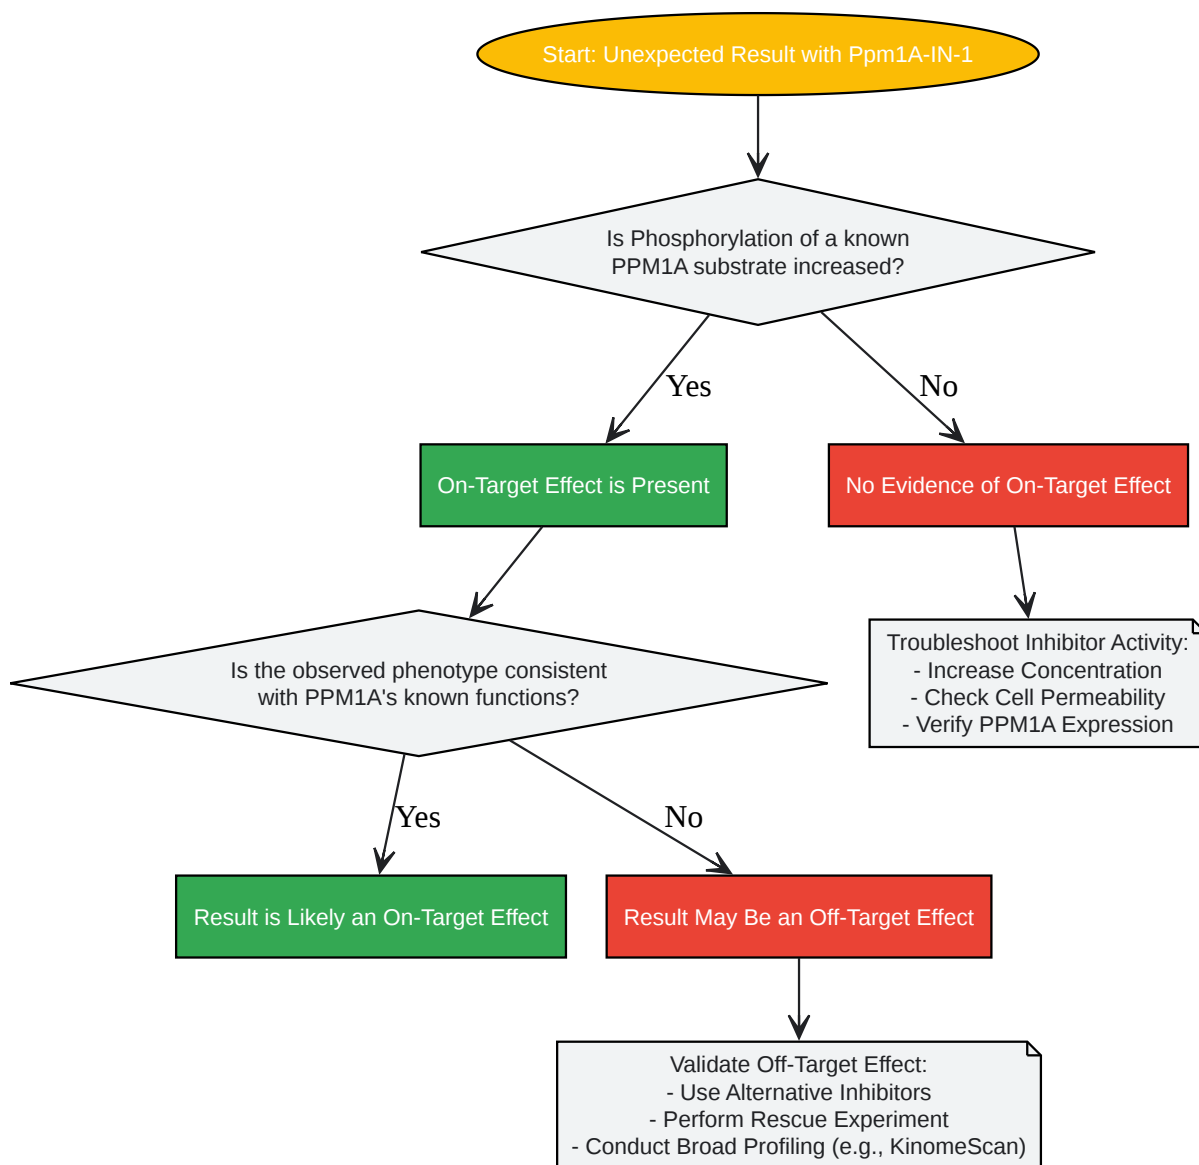 Start: Unexpected Result with Ppm1A-IN-1
Is Phosphorylation of a known
PPM1A substrate increased?
Yes
No
On-Target Effect is Present
No Evidence of On-Target Effect
Is the observed phenotype consistent
with PPM1A's known functions?
Troubleshoot Inhibitor Activity:
- Increase Concentration
- Check Cell Permeability
- Verify PPM1A Expression
Yes
No
Result is Likely an On-Target Effect
Result May Be an Off-Target Effect
Validate Off-Target Effect:
- Use Alternative Inhibitors
- Perform Rescue Experiment
- Conduct Broad Profiling (e.g., KinomeScan)